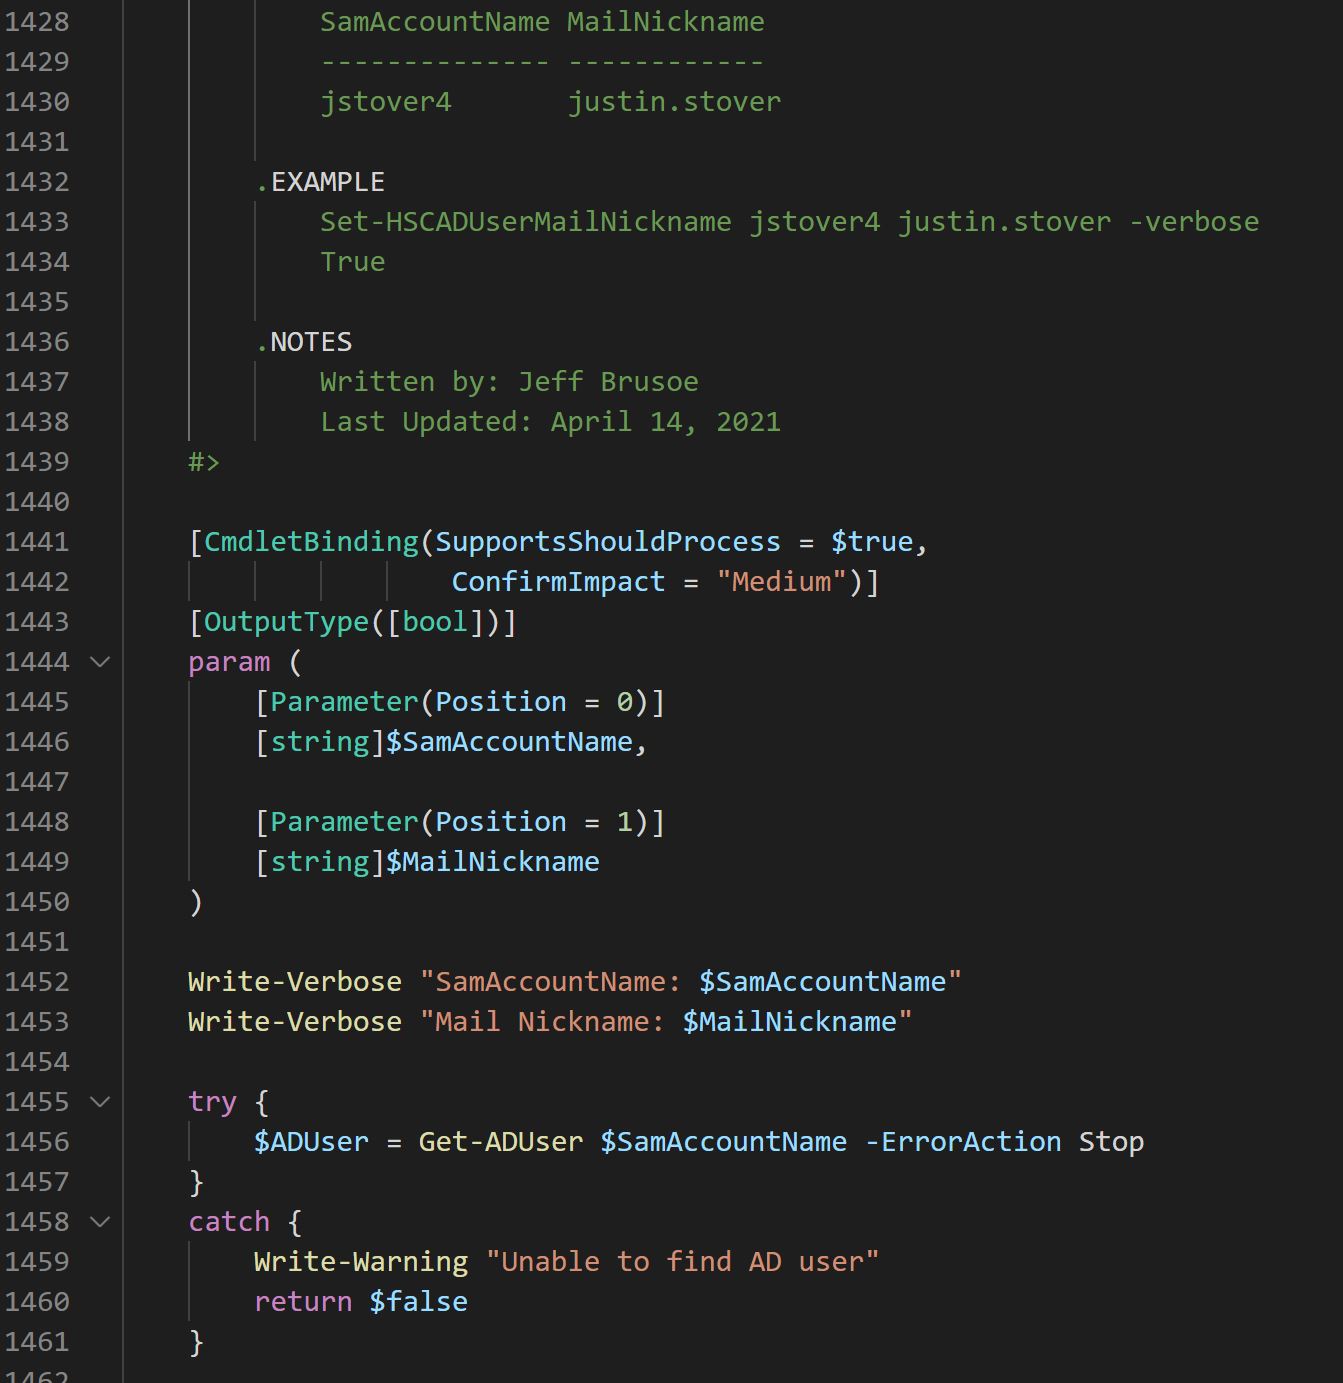 1428 SamAccountName MailNickname
1429 -------------- ------------
1430 jstover4       justin.stover
1431
1432 .EXAMPLE
1433 Set-HSCADUserMailNickname jstover4 justin.stover -verbose
1434 True
1435
1436 .NOTES
1437 Written by: Jeff Brusoe
1438 Last Updated: April 14, 2021
1439 #>
1440
1441 [CmdletBinding(SupportsShouldProcess = $true,
1442 ConfirmImpact = "Medium")]
1443 [OutputType([bool])]
1444 param (
1445 [Parameter(Position = 0)]
1446 [string]$SamAccountName,
1447
1448 [Parameter(Position = 1)]
1449 [string]$MailNickname
1450 )
1451
1452 Write-Verbose "SamAccountName: $SamAccountName"
1453 Write-Verbose "Mail Nickname: $MailNickname"
1454
1455 try {
1456 $ADUser = Get-ADUser $SamAccountName -ErrorAction Stop
1457 }
1458 catch {
1459 Write-Warning "Unable to find AD user"
1460 return $false
1461 }
1462